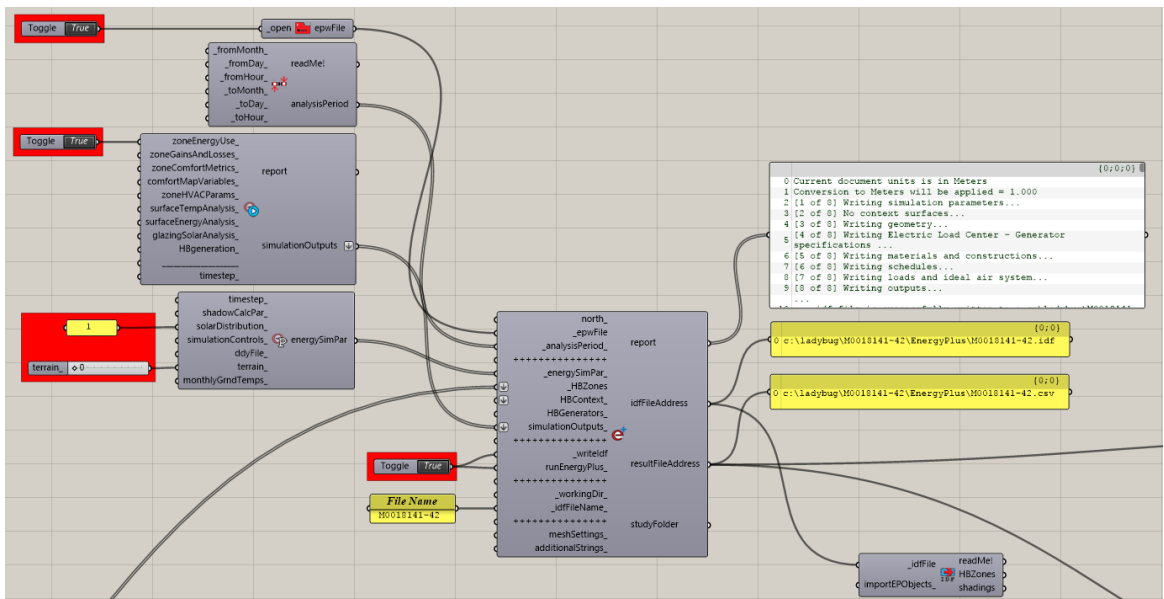 Toggle True
_open epwFile
_fromMonth_
_fromDay_ readMe!
_fromHour_
_toMonth_
_toDay_ analysisPeriod
_toHour_
Toggle True
zoneEnergyUse_
zoneGainsAndLosses_
zoneComfortMetrics_ report
comfortMapVariables_
zoneHVACParams_
surfaceTempAnalysis_
surfaceEnergyAnalysis_
glazingSolarAnalysis_
HBgeneration_ simulationOutputs
____________________
timestep_
1
terrain_ 0
timestep_
shadowCalcPar_
solarDistribution_
simulationControls_ energySimPar
ddyFile_
terrain_
monthlyGrndTemps_
north_
_epwFile report
_analysisPeriod_
+++++++++++++++
_energySimPar_
_HBZones
HBContext_ idfFileAddress
HBGenerators_
simulationOutputs_
+++++++++++++++
_writeIdf
runEnergyPlus_ resultFileAddress
+++++++++++++++
_workingDir_
_idfFileName_
+++++++++++++++ studyFolder
meshSettings_
additionalStrings_
Toggle True
File Name
M0018141-42
{0;0;0}
0 Current document units is in Meters
1 Conversion to Meters will be applied = 1.000
2 [1 of 8] Writing simulation parameters...
3 [2 of 8] No context surfaces...
4 [3 of 8] Writing geometry...
5 [4 of 8] Writing Electric Load Center - Generator
specifications ...
6 [5 of 8] Writing materials and constructions...
7 [6 of 8] Writing schedules...
8 [7 of 8] Writing loads and ideal air system...
9 [8 of 8] Writing outputs...
...
{0;0}
0 c:\ladybug\M0018141-42\EnergyPlus\M0018141-42.idf
{0;0}
0 c:\ladybug\M0018141-42\EnergyPlus\M0018141-42.csv
_idfFile readMe!
IDF HBZones
importEPObjects_ shadings